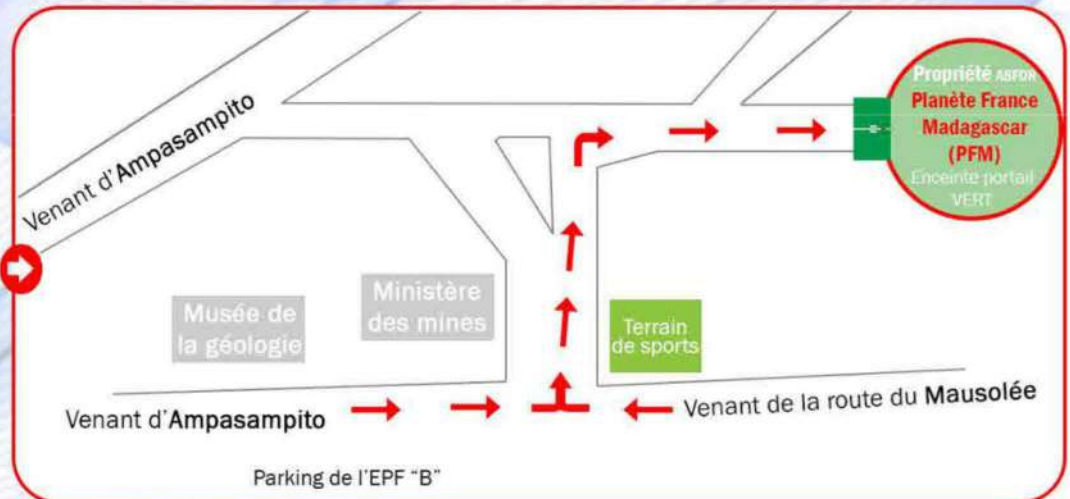 Propriété ASFOR
Planète France
Madagascar
(PFM)
Enceinte portail
VERT
Venant d'Ampasampito
Musée de
la géologie
Ministère
des mines
Terrain
de sports
Venant d'Ampasampito
Venant de la route du Mausolée
Parking de l'EPF "B"